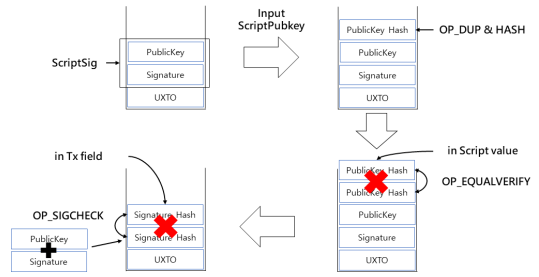 Input
ScriptPubkey
ScriptSig
PublicKey
Signature
UXTO
PublicKey Hash
OP_DUP & HASH
PublicKey
Signature
UXTO
in Tx field
in Script value
PublicKey Hash
OP_EQUALVERIFY
PublicKey Hash
PublicKey
Signature
UXTO
OP_SIGCHECK
Signature Hash
Signature Hash
UXTO
PublicKey
Signature